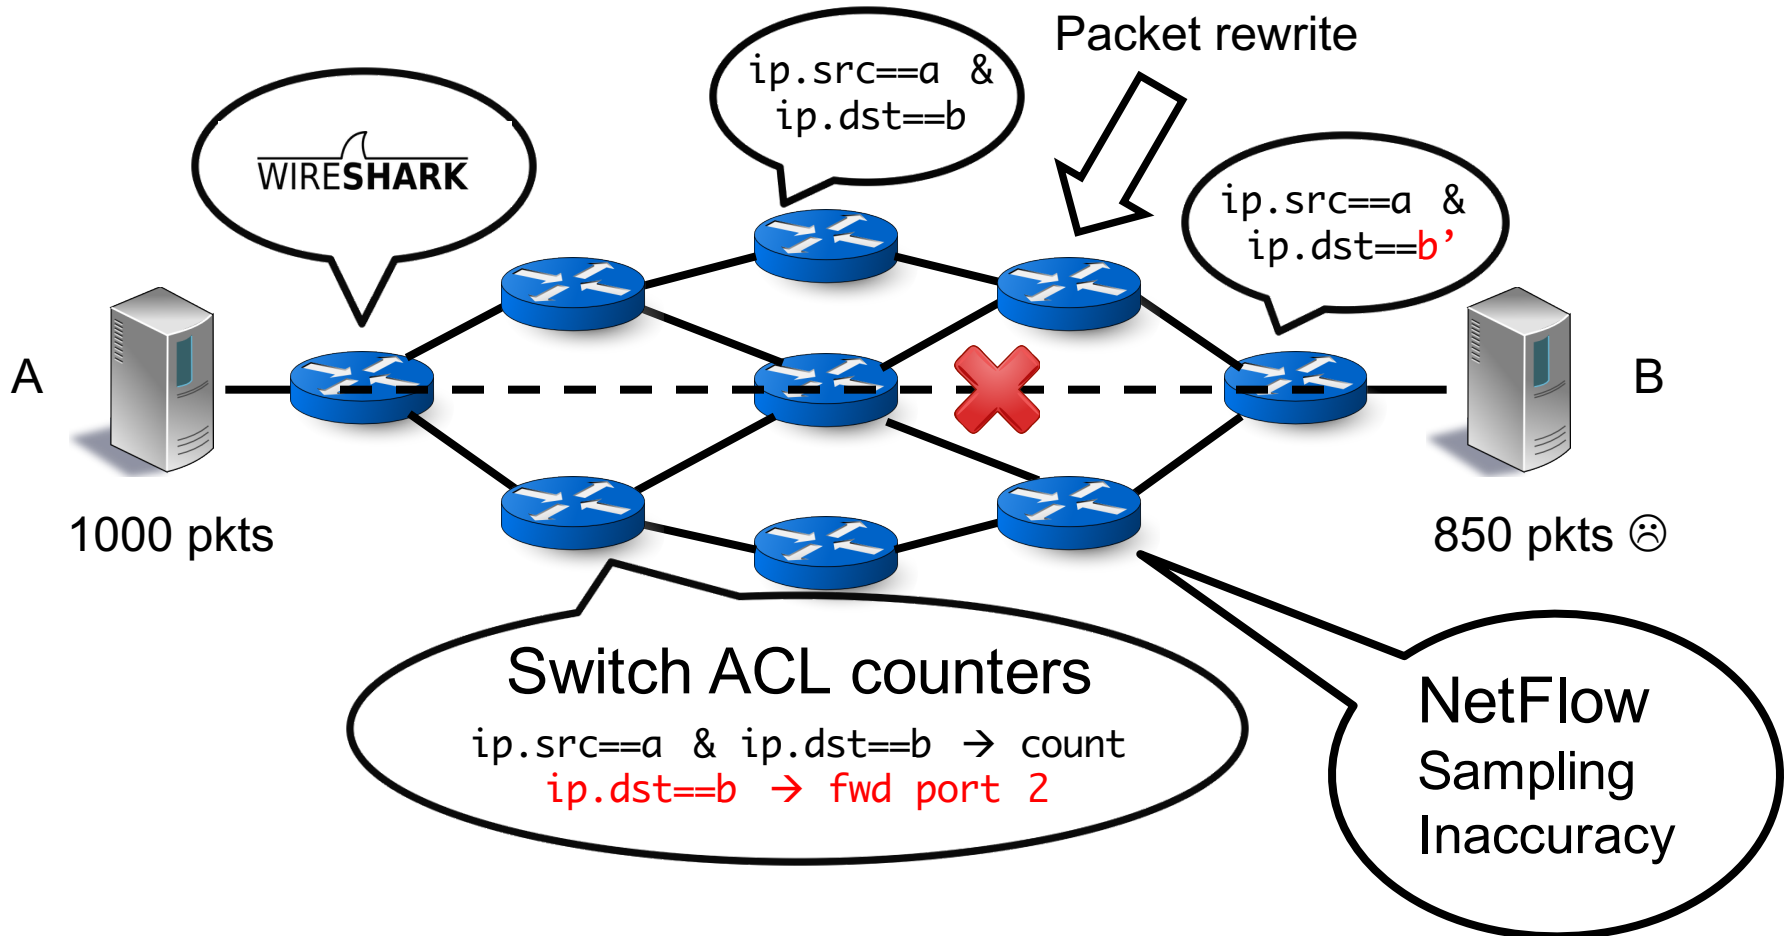 Packet rewrite
ip.src==a &
ip.dst==b
WIRESHARK
ip.src==a &
ip.dst==b’
A
B
1000 pkts
850 pkts ☹
Switch ACL counters
ip.src==a & ip.dst==b → count
ip.dst==b → fwd port 2
NetFlow
Sampling
Inaccuracy